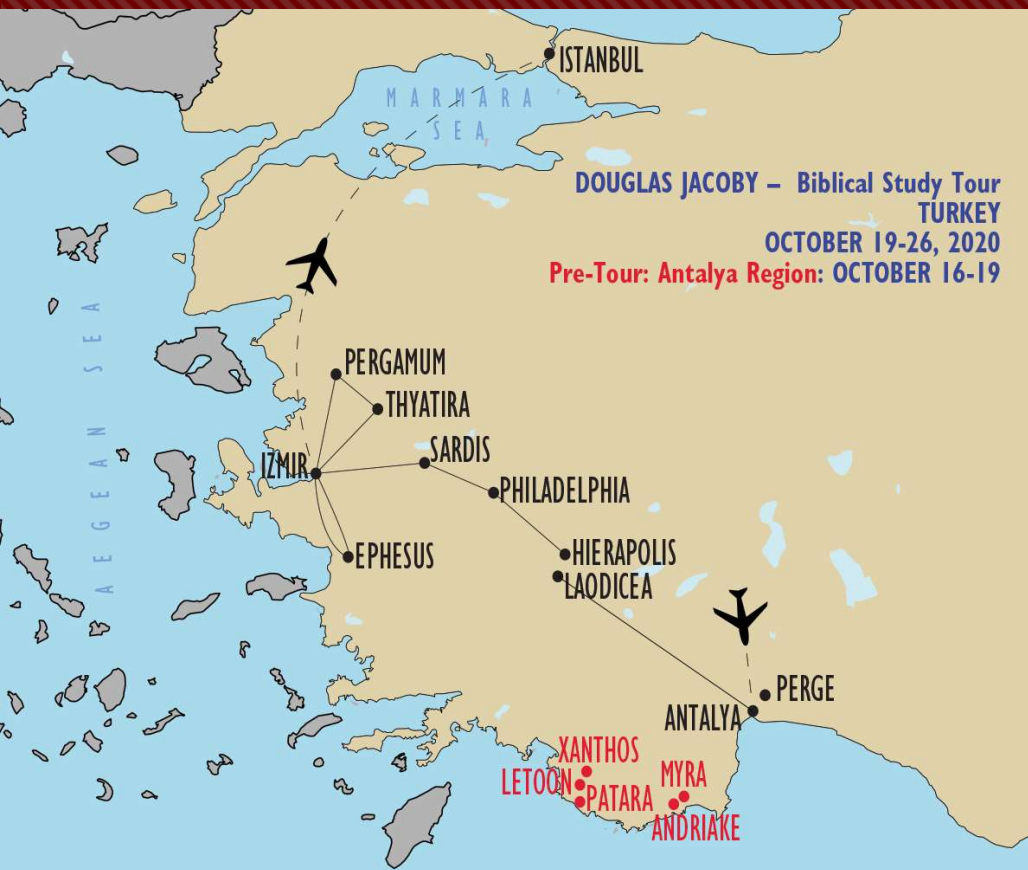 ISTANBUL
MARMARA
SEA
DOUGLAS JACOBY – Biblical Study Tour
TURKEY
OCTOBER 19-26, 2020
Pre-Tour: Antalya Region: OCTOBER 16-19
AEGEAN SEA
PERGAMUM
THYATIRA
SARDIS
IZMIR
PHILADELPHIA
EPHESUS
HIERAPOLIS
LAODICEA
PERGE
ANTALYA
XANTHOS
LETOON
MYRA
PATARA
ANDRIAKE